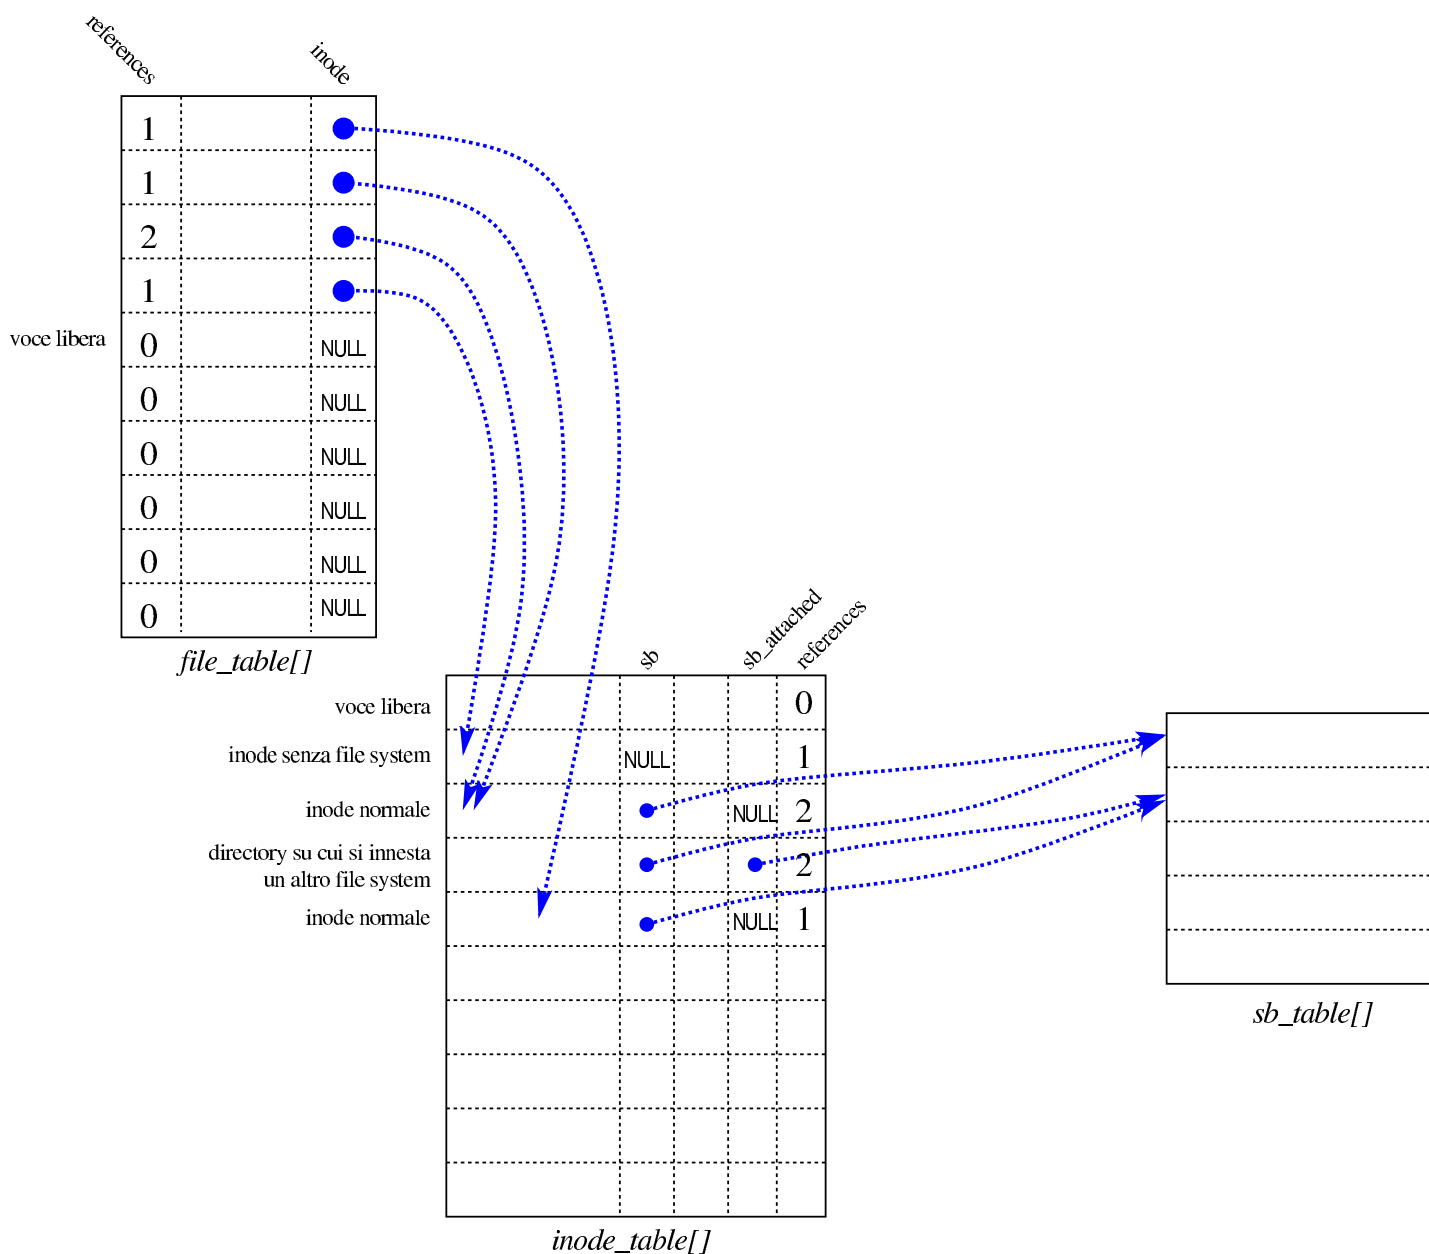 references
inode
1
1
2
1
voce libera
0
NULL
0
NULL
0
NULL
0
NULL
0
NULL
0
NULL
file_table[]
sb
sb_attached
references
voce libera
0
inode senza file system
NULL
1
inode normale
NULL
2
directory su cui si innesta
un altro file system
2
inode normale
NULL
1
inode_table[]
sb_table[]